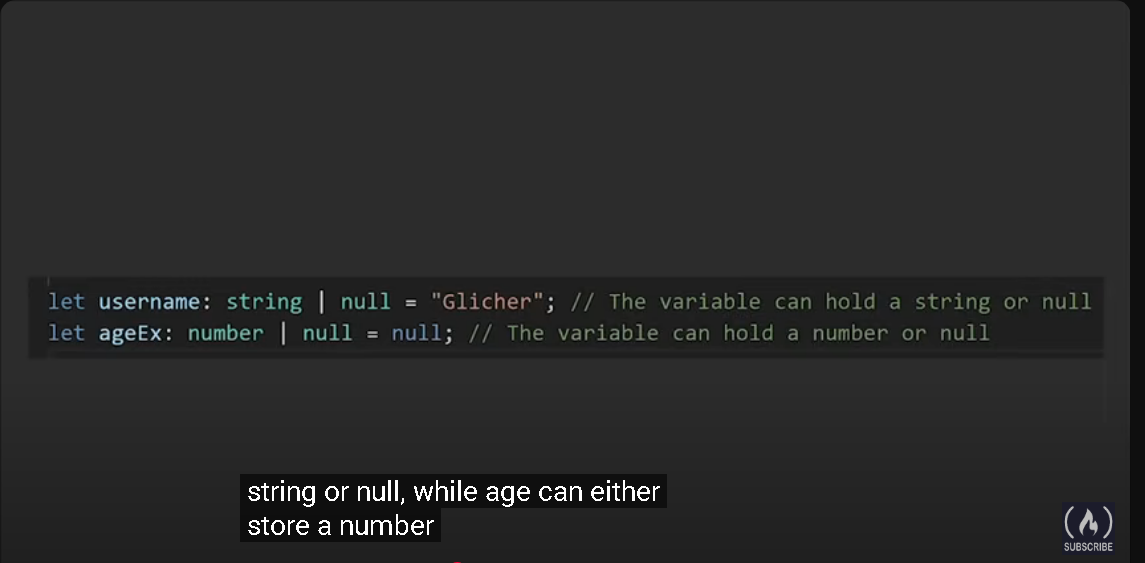 let username: string | null = "Glicher"; // The variable can hold a string or null
let ageEx: number | null = null; // The variable can hold a number or null
string or null, while age can either
store a number
SUBSCRIBE